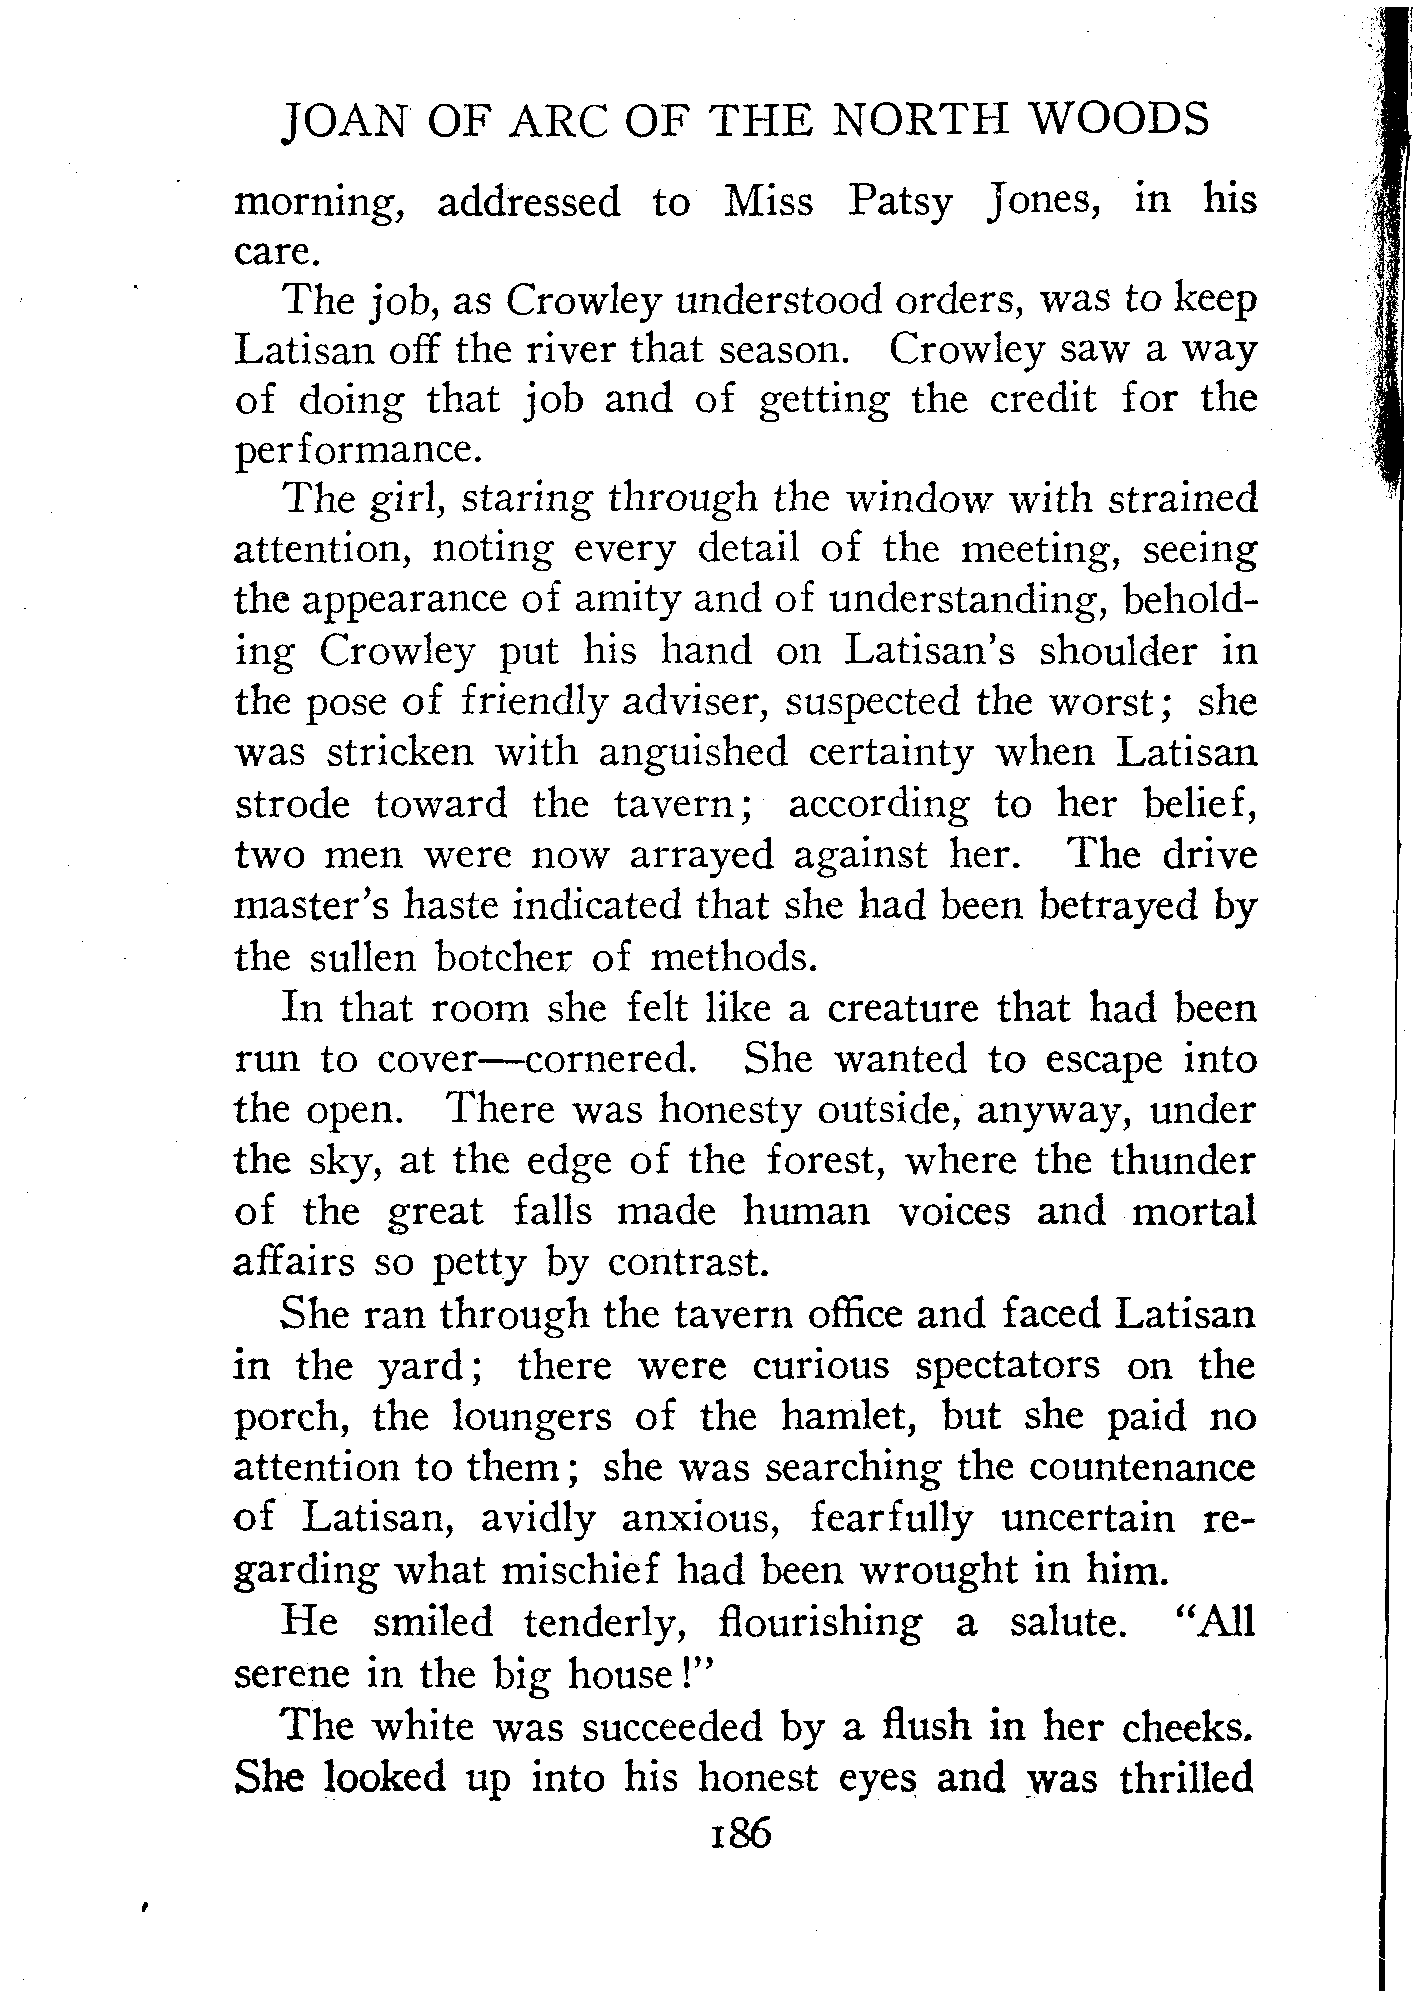 JOAN OF ARC OF THE NORTH WOODS
morning, addressed to Miss Patsy Jones, in his
care.
The job, as Crowley understood orders, was to keep
Latisan off the river that season. Crowley saw a way
of doing that job and of getting the credit for the
performance.
The girl, staring through the window with strained
attention, noting every detail of the meeting, seeing
the appearance of amity and of understanding, behold-
ing Crowley put his hand on Latisan's shoulder in
the pose of friendly adviser, suspected the worst; she
was stricken with anguished certainty when Latisan
strode toward the tavern; according to her belief,
two men were now arrayed against her. The drive
master's haste indicated that she had been betrayed by
the sullen botcher of methods.
In that room she felt like a creature that had been
run to cover—cornered. She wanted to escape into
the open. There was honesty outside, anyway, under
the sky, at the edge of the forest, where the thunder
of the great falls made human voices and mortal
affairs so petty by contrast.
She ran through the tavern office and faced Latisan
in the yard; there were curious spectators on the
porch, the loungers of the hamlet, but she paid no
attention to them; she was searching the countenance
of Latisan, avidly anxious, fearfully uncertain re-
garding what mischief had been wrought in him.
He smiled tenderly, flourishing a salute. "All
serene in the big house!"
The white was succeeded by a flush in her cheeks.
She looked up into his honest eyes and was thrilled
186